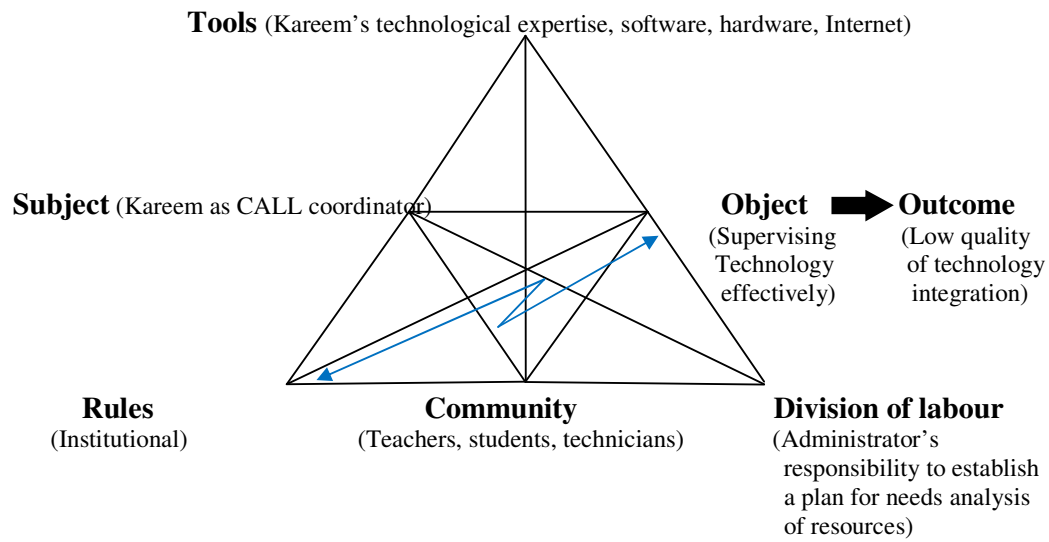 Tools (Kareem's technological expertise, software, hardware, Internet)
Subject (Kareem as CALL coordinator)
Object
Outcome
(Supervising
Technology
effectively)
(Low quality
of technology
integration)
Rules
(Institutional)
Community
(Teachers, students, technicians)
Division of labour
(Administrator's
responsibility to establish
a plan for needs analysis
of resources)